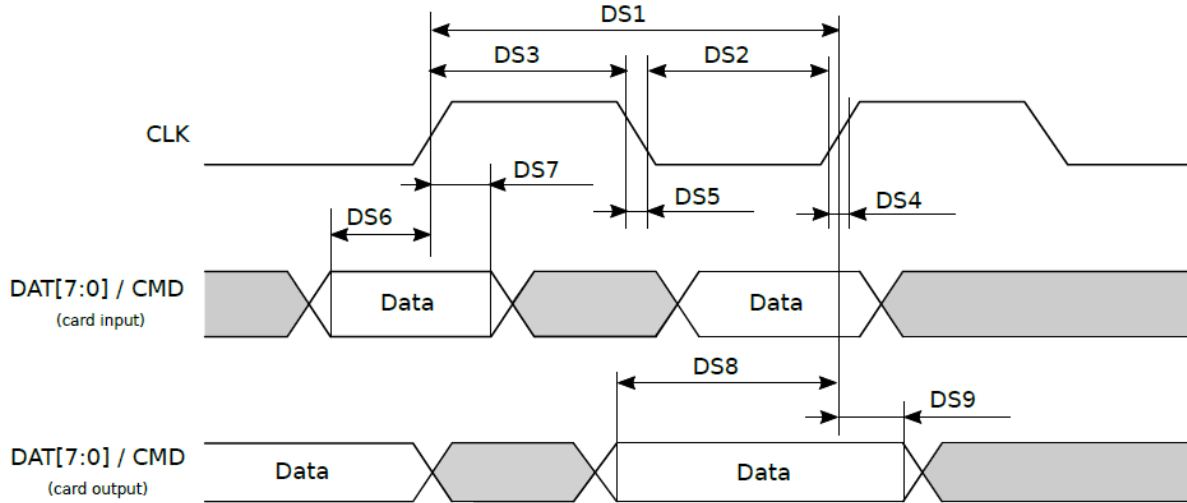 DS1
DS3
DS2
CLK
DS7
DS5
DS4
DS6
DAT[7:0] / CMD
(card input)
Data
Data
DS8
DS9
DAT[7:0] / CMD
(card output)
Data
Data